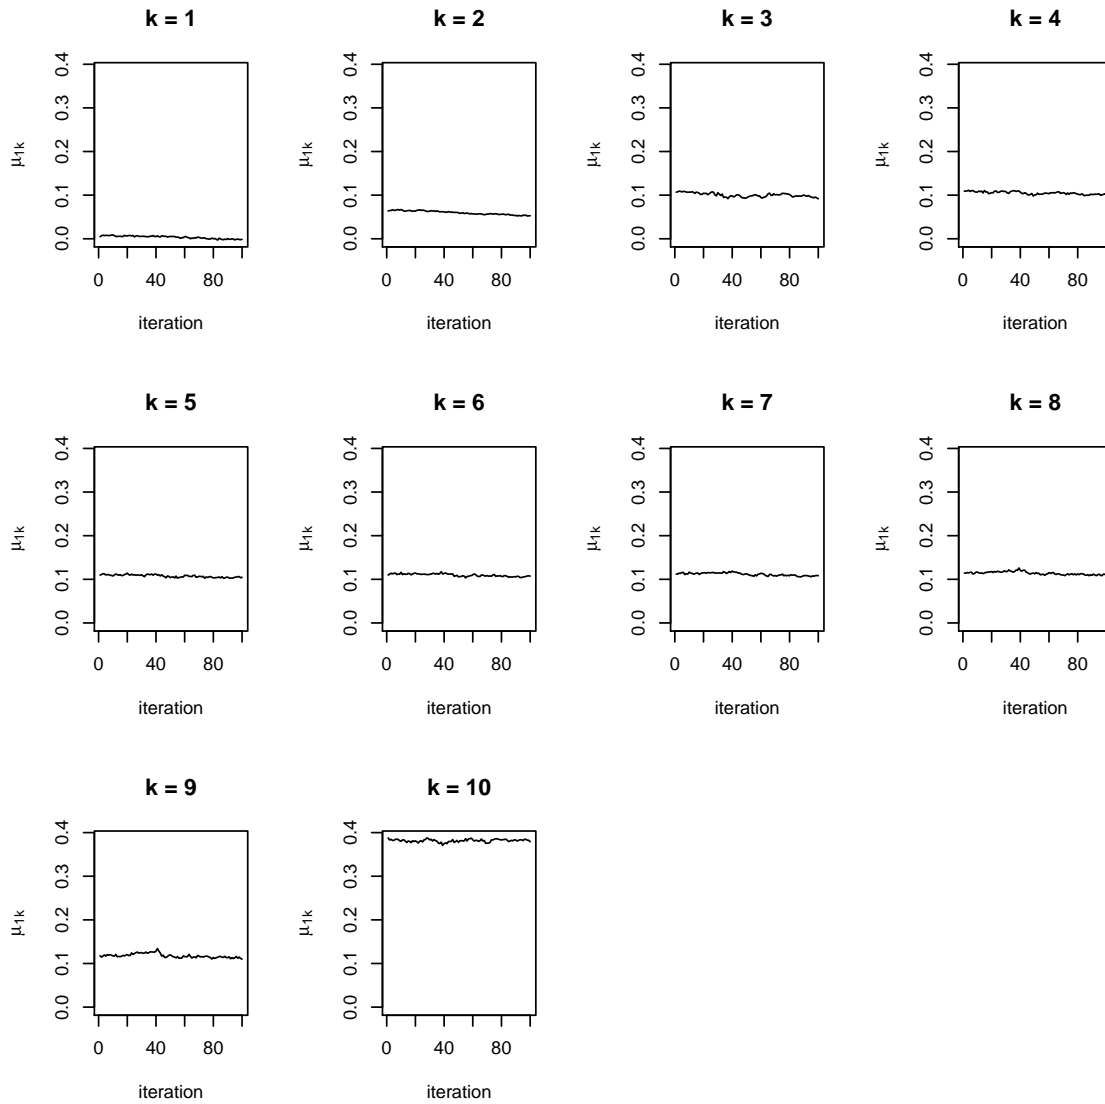 k = 1
k = 2
k = 3
k = 4
μ1k
0.0 0.1 0.2 0.3 0.4
μ1k
0.0 0.1 0.2 0.3 0.4
μ1k
0.0 0.1 0.2 0.3 0.4
μ1k
0.0 0.1 0.2 0.3 0.4
0 40 80
0 40 80
0 40 80
0 40 80
iteration
iteration
iteration
iteration
k = 5
k = 6
k = 7
k = 8
μ1k
0.0 0.1 0.2 0.3 0.4
μ1k
0.0 0.1 0.2 0.3 0.4
μ1k
0.0 0.1 0.2 0.3 0.4
μ1k
0.0 0.1 0.2 0.3 0.4
0 40 80
0 40 80
0 40 80
0 40 80
iteration
iteration
iteration
iteration
k = 9
k = 10
μ1k
0.0 0.1 0.2 0.3 0.4
μ1k
0.0 0.1 0.2 0.3 0.4
0 40 80
0 40 80
iteration
iteration